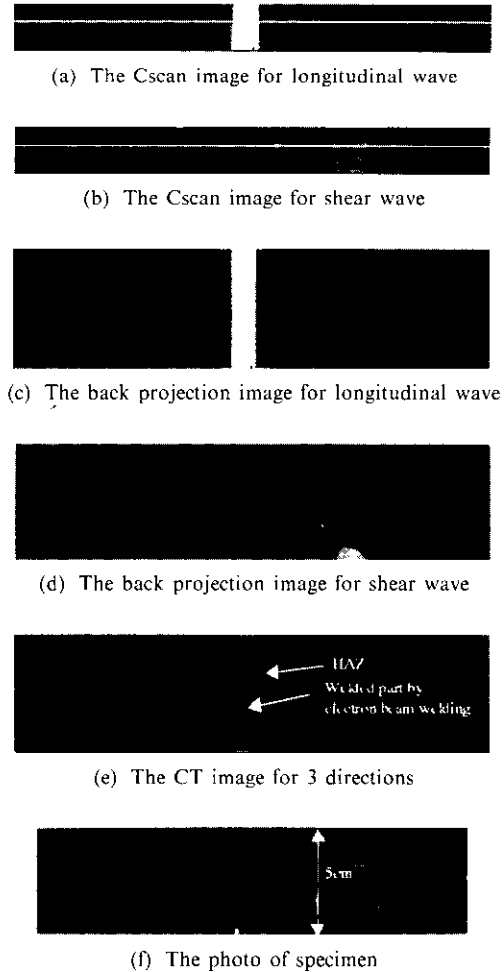 (a) The Cscan image for longitudinal wave
(b) The Cscan image for shear wave
(c) The back projection image for longitudinal wave
(d) The back projection image for shear wave
HAZ
Welded part by
electron beam welding
(e) The CT image for 3 directions
5cm
(f) The photo of specimen